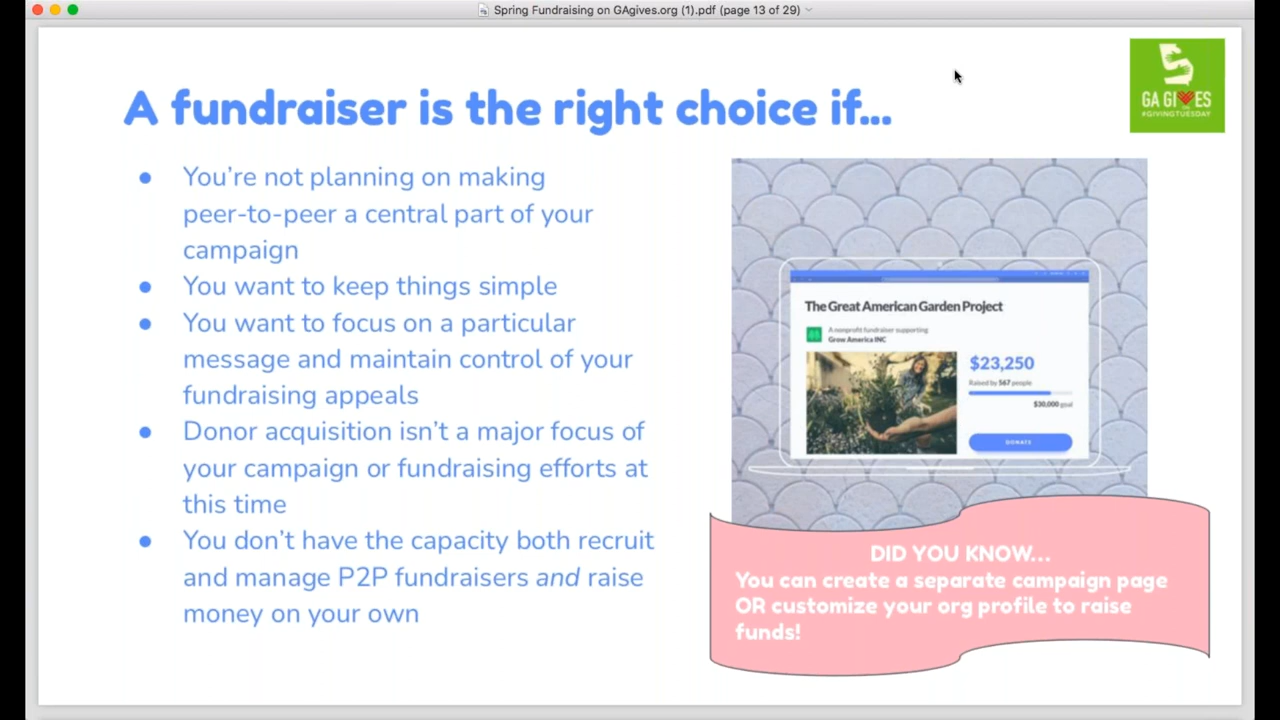 Spring Fundraising on GAgives.org (1).pdf (page 13 of 29)
GA GIVES
#GIVINGTUESDAY
A fundraiser is the right choice if...
● You’re not planning on making
peer-to-peer a central part of your
campaign
● You want to keep things simple
● You want to focus on a particular
message and maintain control of your
fundraising appeals
● Donor acquisition isn’t a major focus of
your campaign or fundraising efforts at
this time
● You don’t have the capacity both recruit
and manage P2P fundraisers and raise
money on your own
The Great American Garden Project
A nonprofit fundraiser supporting
Grow America INC
$23,250
Raised by 567 people
$30,000 goal
DONATE
DID YOU KNOW...
You can create a separate campaign page
OR customize your org profile to raise
funds!